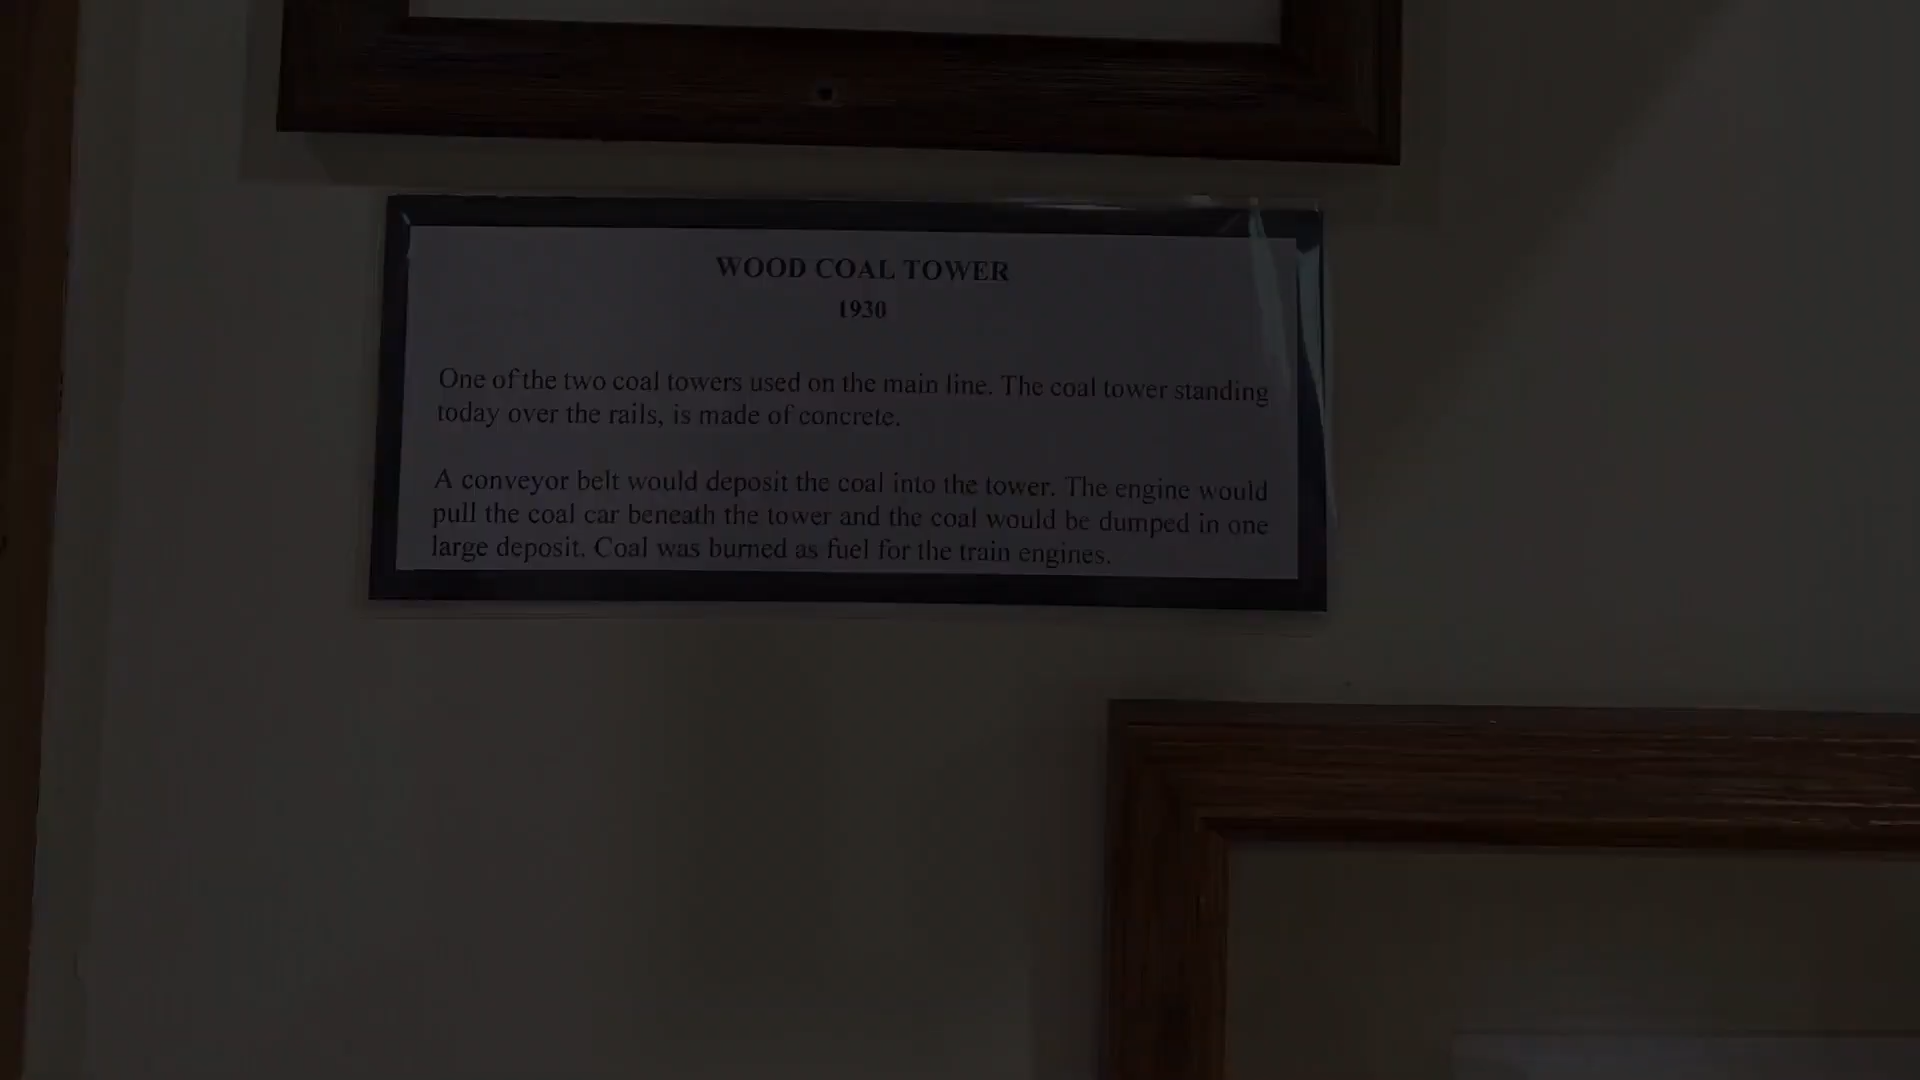 WOOD COAL TOWER
1930
One of the two coal towers used on the main line. The coal tower standing
today over the rails, is made of concrete.
A conveyor belt would deposit the coal into the tower. The engine would
pull the coal car beneath the tower and the coal would be dumped in one
large deposit. Coal was burned as fuel for the train engines.